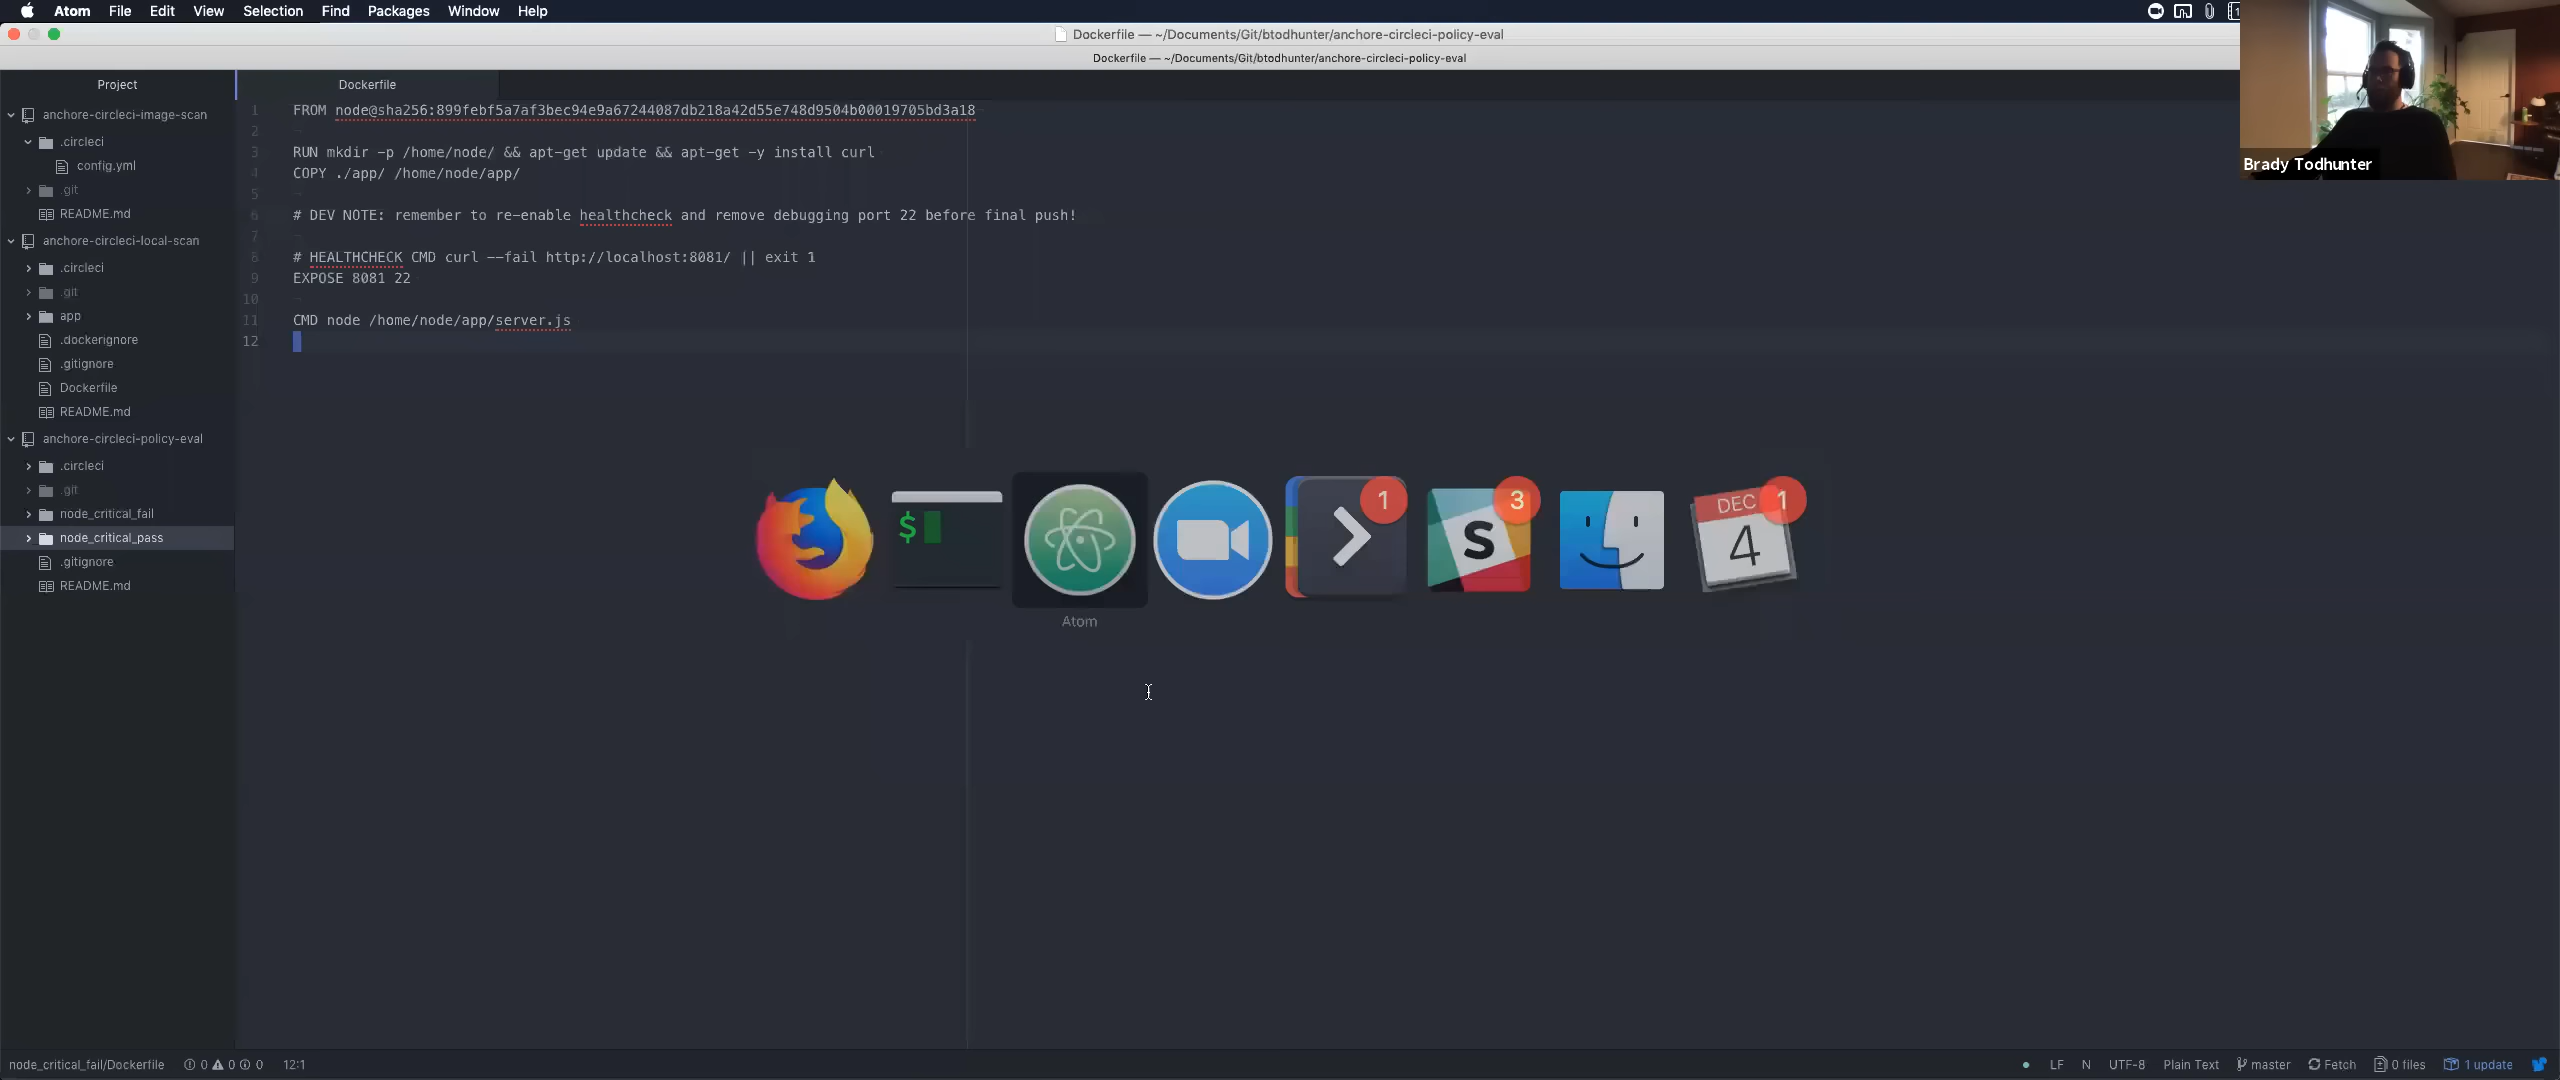 Atom File Edit View Selection Find Packages Window Help
Dockerfile — ~/Documents/Git/btodhunter/anchore-circleci-policy-eval
Dockerfile — ~/Documents/Git/btodhunter/anchore-circleci-policy-eval
Brady Todhunter
Project
anchore-circleci-image-scan
.circleci
config.yml
.git
README.md
anchore-circleci-local-scan
.circleci
.git
app
.dockerignore
.gitignore
Dockerfile
README.md
anchore-circleci-policy-eval
.circleci
.git
node_critical_fail
node_critical_pass
.gitignore
README.md
Dockerfile
1 FROM node@sha256:899febf5a7af3bec94e9a67244087db218a42d55e748d9504b00019705bd3a18
2
3 RUN mkdir -p /home/node/ && apt-get update && apt-get -y install curl
4 COPY ./app/ /home/node/app/
5
6 # DEV NOTE: remember to re-enable healthcheck and remove debugging port 22 before final push!
7
8 # HEALTHCHECK CMD curl --fail http://localhost:8081/ || exit 1
9 EXPOSE 8081 22
10
11 CMD node /home/node/app/server.js
12
$
1
S 3
DEC 1
4
Atom
node_critical_fail/Dockerfile 0 0 0 12:1
LF N UTF-8 Plain Text master Fetch 0 files 1 update